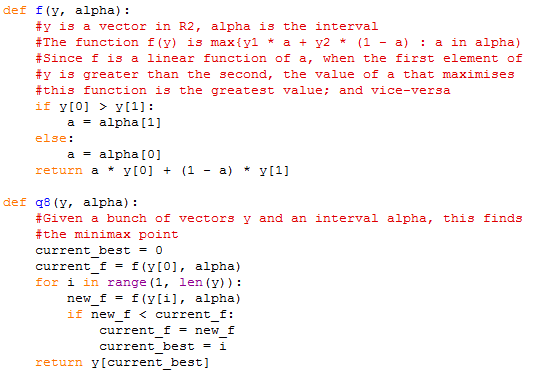 def f(y, alpha):
    #y is a vector in R2, alpha is the interval
    #The function f(y) is max{y1 * a + y2 * (1 - a) : a in alpha)
    #Since f is a linear function of a, when the first element of
    #y is greater than the second, the value of a that maximises
    #this function is the greatest value; and vice-versa
    if y[0] > y[1]:
        a = alpha[1]
    else:
        a = alpha[0]
    return a * y[0] + (1 - a) * y[1]

def q8(y, alpha):
    #Given a bunch of vectors y and an interval alpha, this finds
    #the minimax point
    current_best = 0
    current_f = f(y[0], alpha)
    for i in range(1, len(y)):
        new_f = f(y[i], alpha)
        if new_f < current_f:
            current_f = new_f
            current_best = i
    return y[current_best]